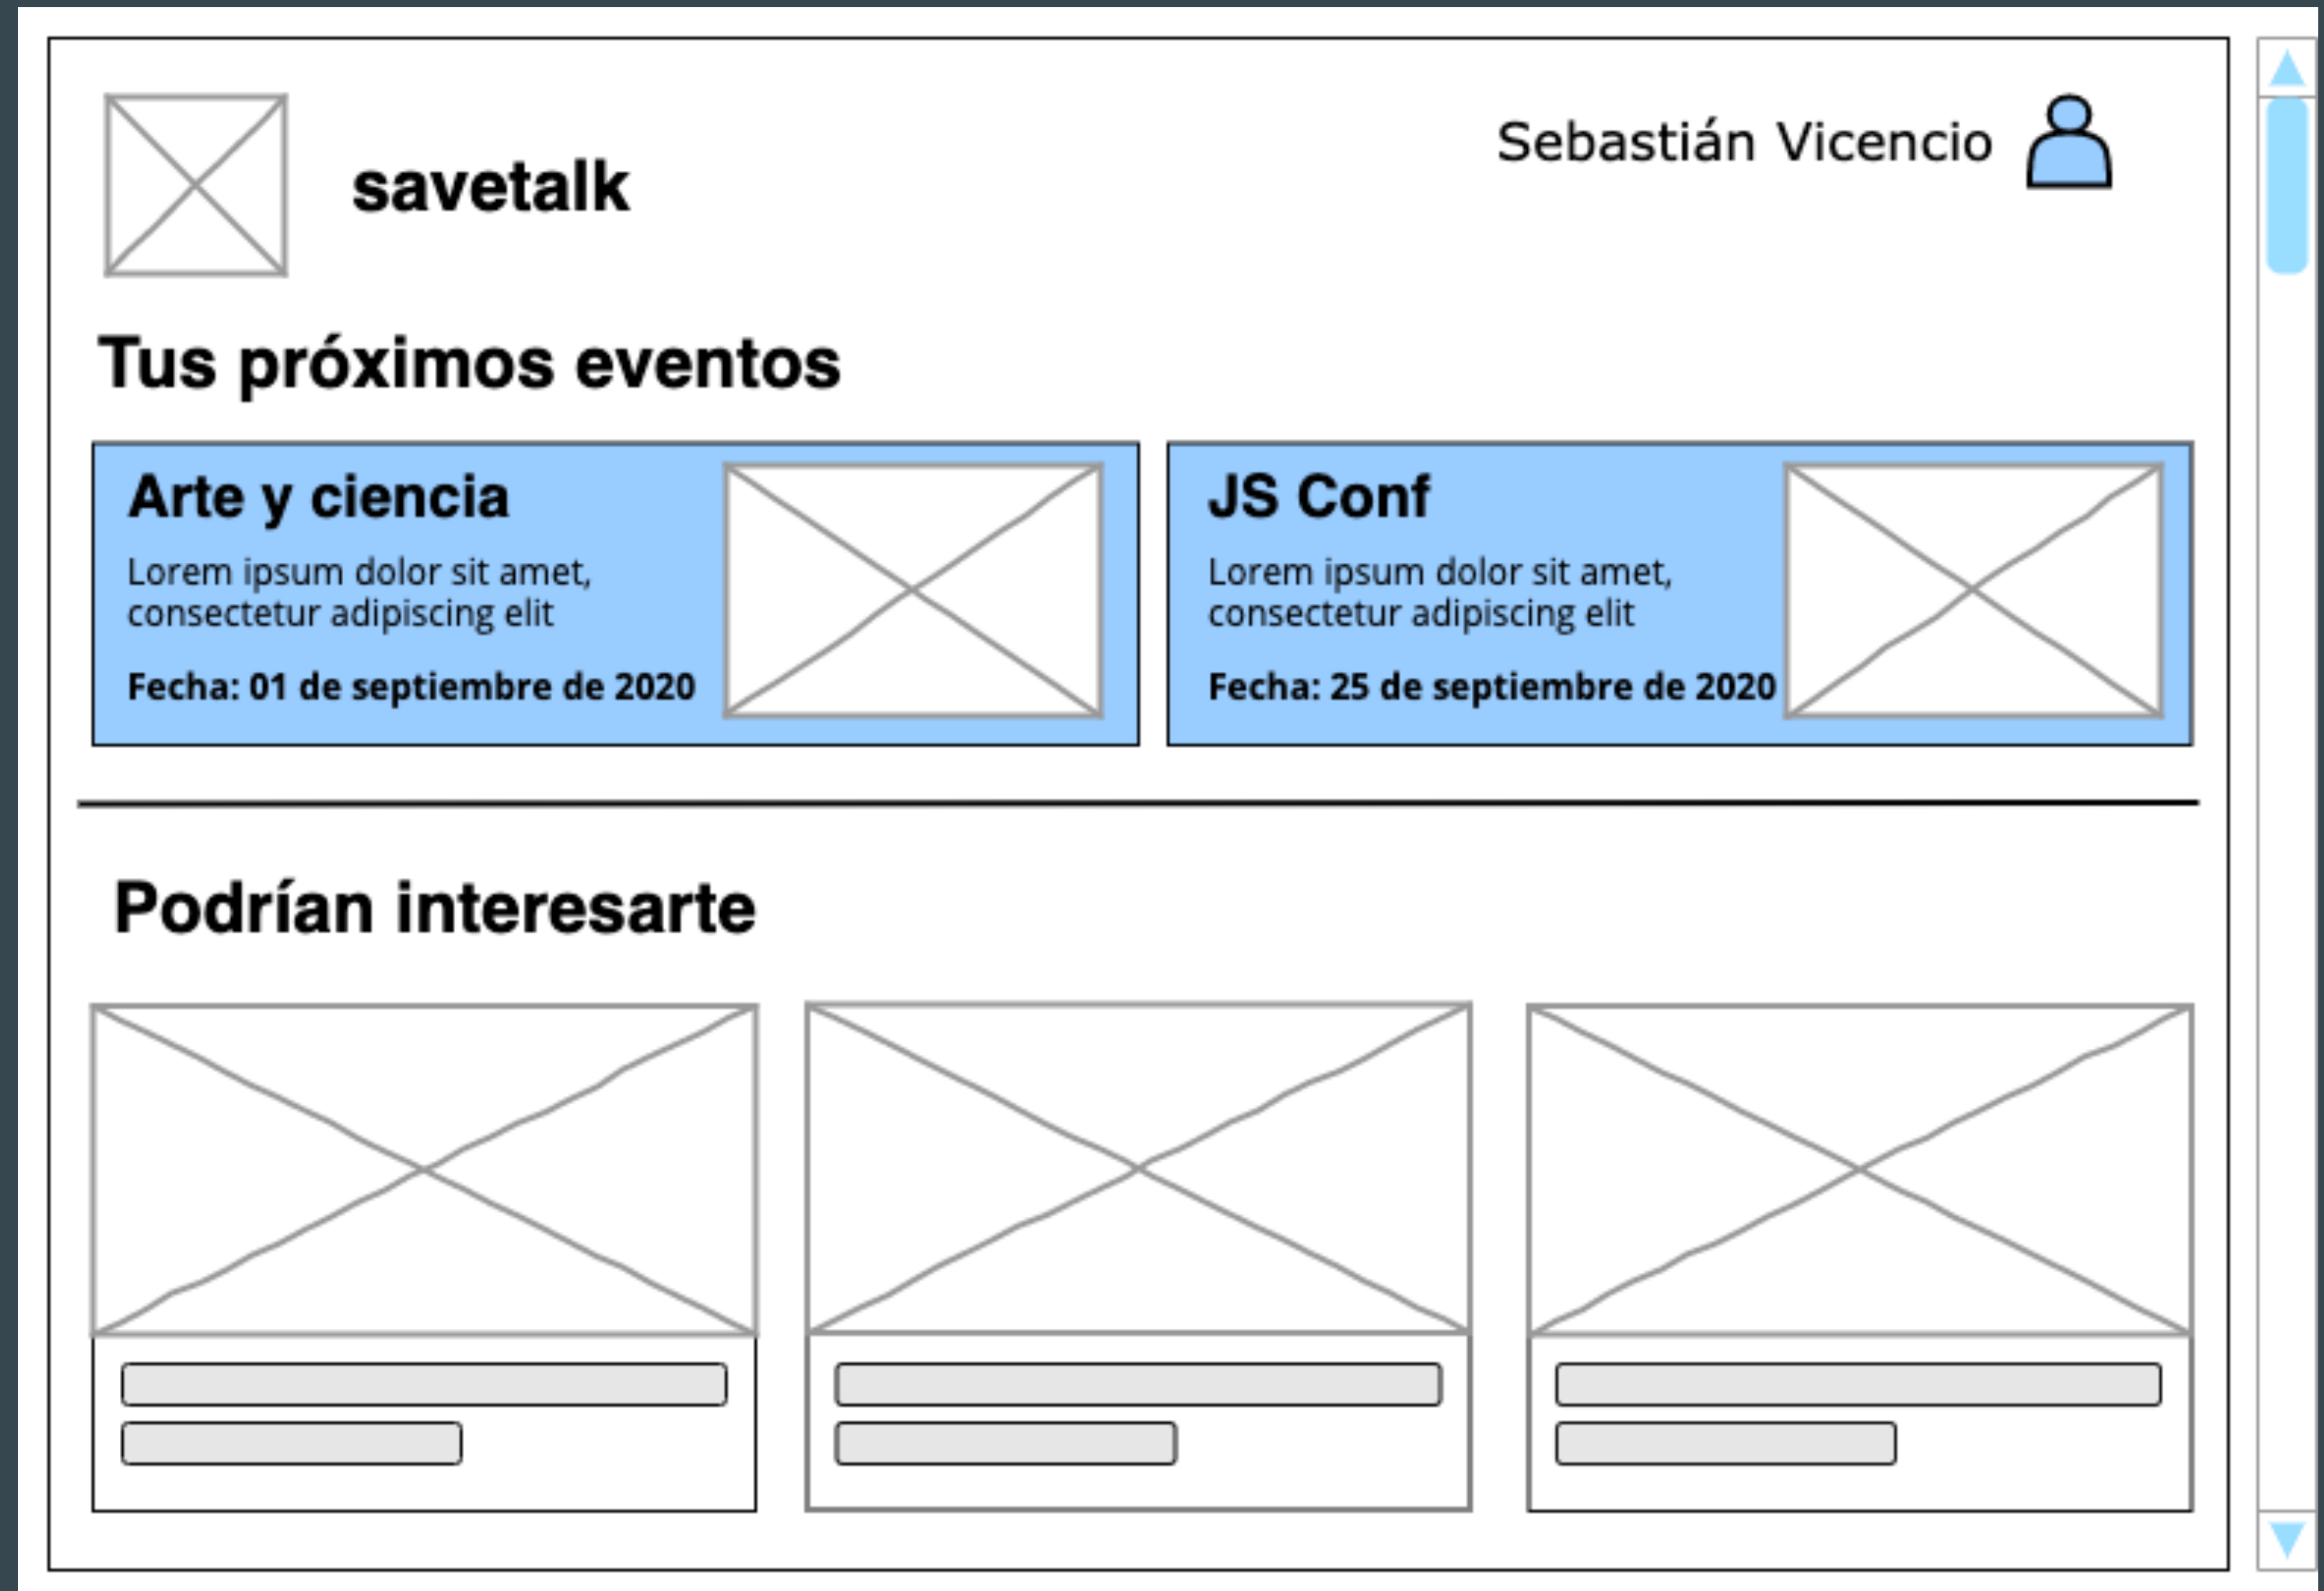 savetalk
Sebastián Vicencio
Tus próximos eventos
Arte y ciencia
Lorem ipsum dolor sit amet,
consectetur adipiscing elit
Fecha: 01 de septiembre de 2020
JS Conf
Lorem ipsum dolor sit amet,
consectetur adipiscing elit
Fecha: 25 de septiembre de 2020
Podrían interesarte